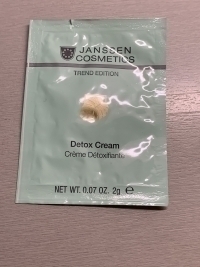 JANSSEN
COSMETICS
TREND EDITION
Detox Cream
Crème Détoxifiante
NET WT. 0.07 OZ. 2g ℮